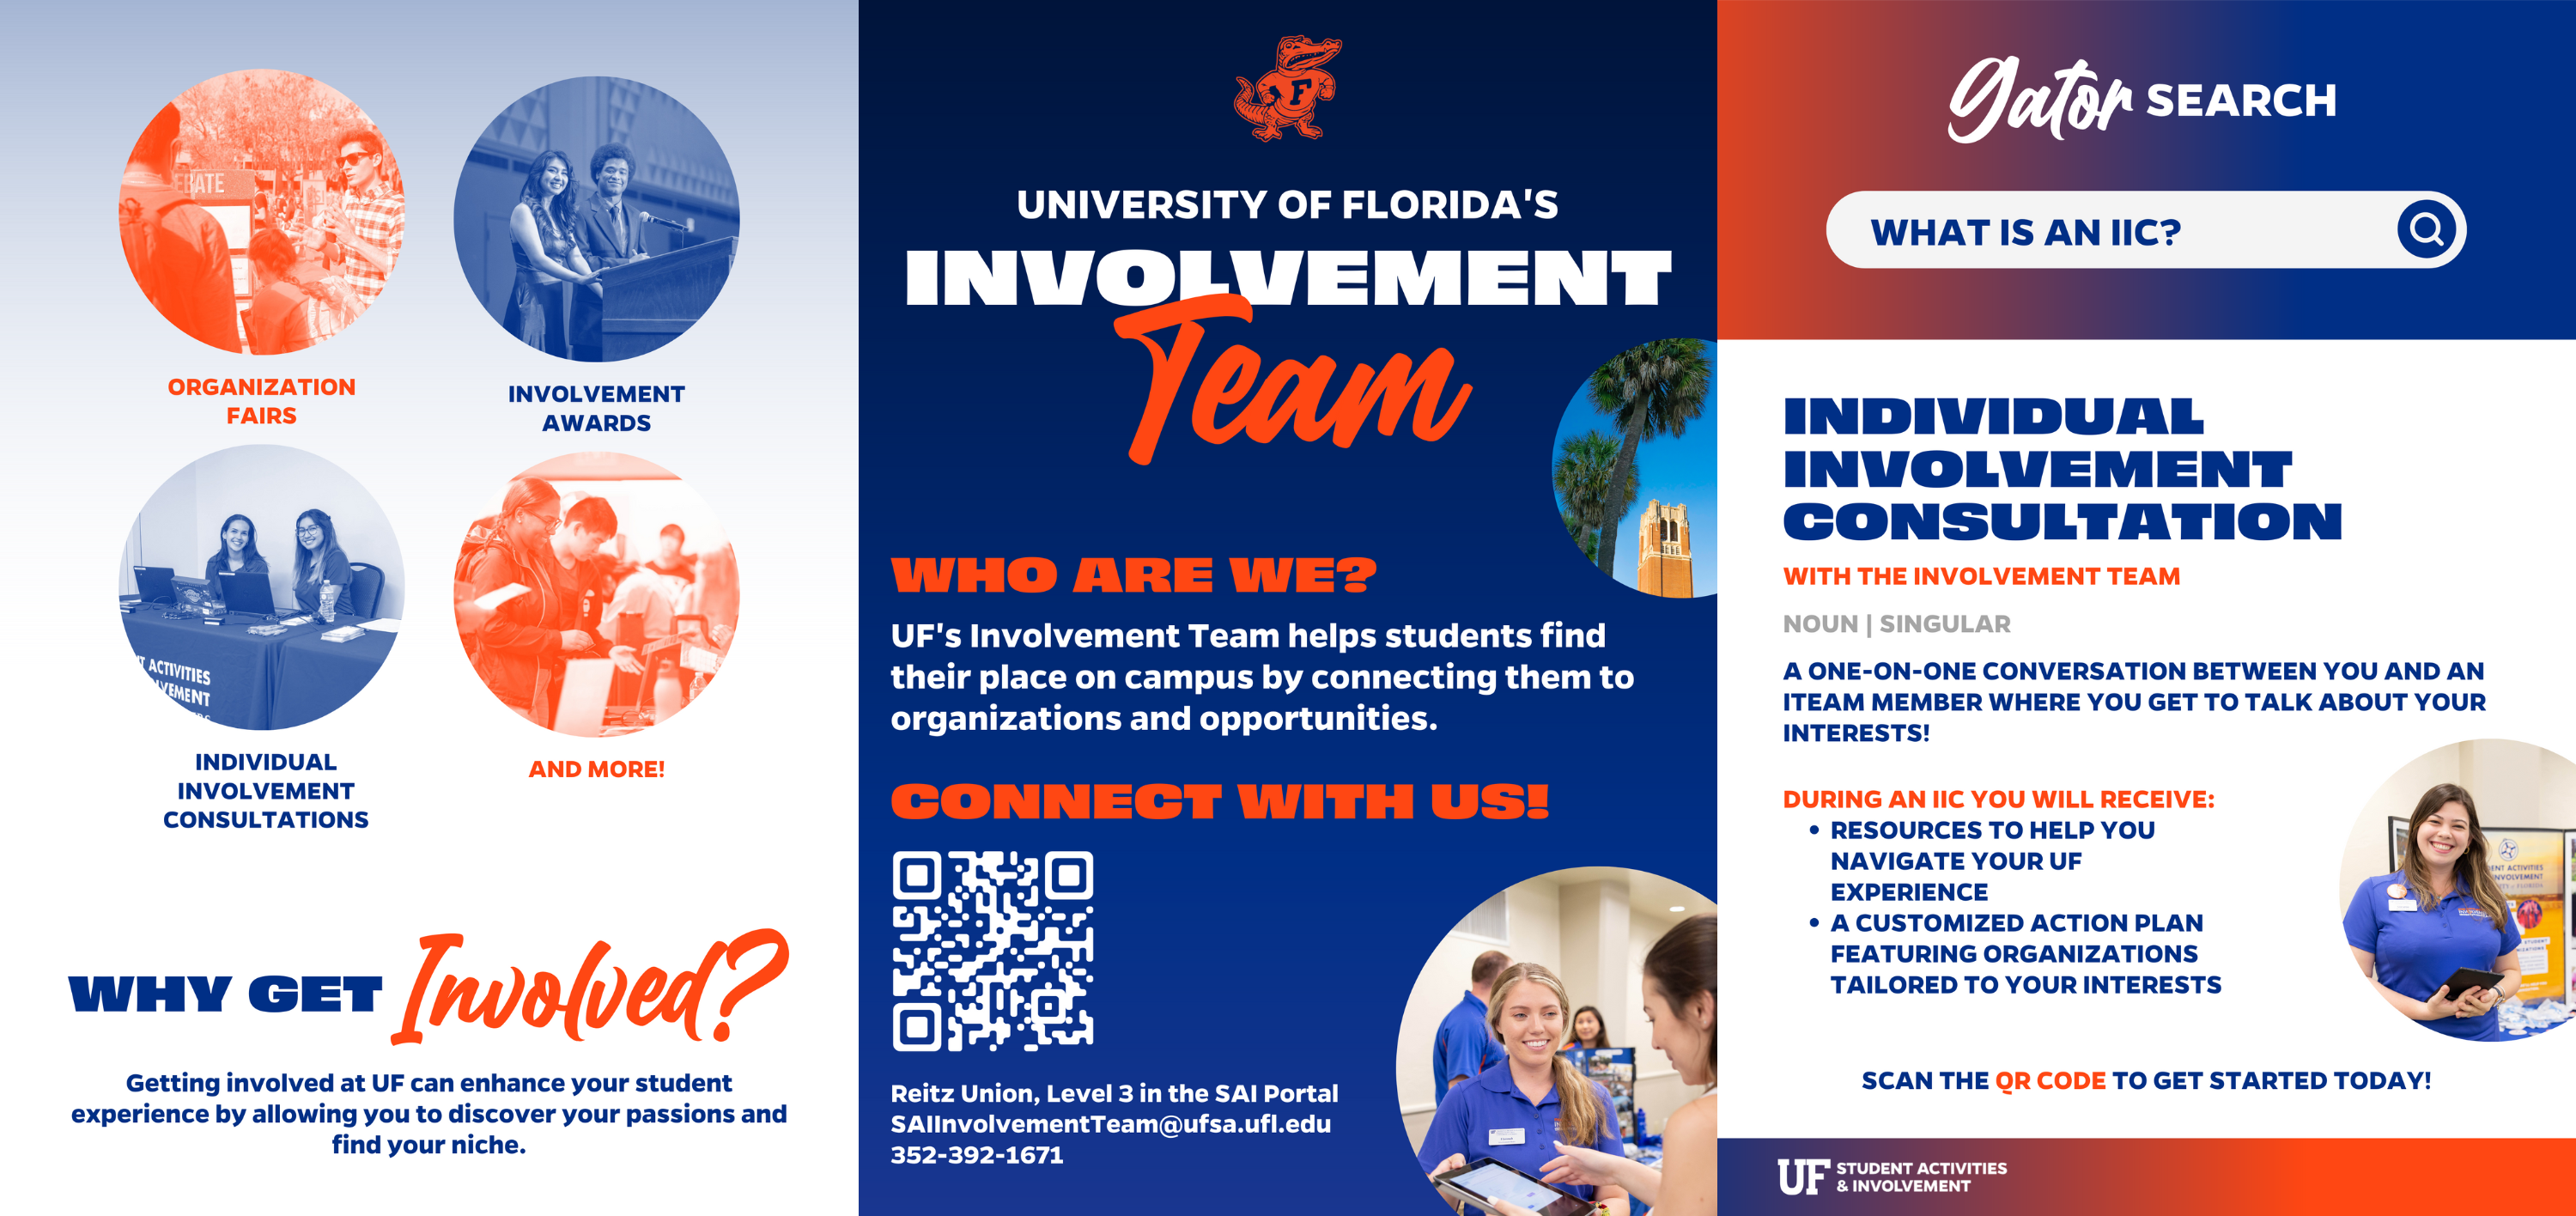 EBATE
ORGANIZATION
FAIRS
INVOLVEMENT
AWARDS
ACTIVITIES
VEMENT
INDIVIDUAL
INVOLVEMENT
CONSULTATIONS
AND MORE!
WHY GET Involved?
Getting involved at UF can enhance your student
experience by allowing you to discover your passions and
find your niche.
F
UNIVERSITY OF FLORIDA'S
INVOLVEMENT
Team
WHO ARE WE?
UF's Involvement Team helps students find
their place on campus by connecting them to
organizations and opportunities.
CONNECT WITH US!
Reitz Union, Level 3 in the SAI Portal
SAIInvolvementTeam@ufsa.ufl.edu
352-392-1671
gator SEARCH
WHAT IS AN IIC?
INDIVIDUAL
INVOLVEMENT
CONSULTATION
WITH THE INVOLVEMENT TEAM
NOUN | SINGULAR
A ONE-ON-ONE CONVERSATION BETWEEN YOU AND AN
ITEAM MEMBER WHERE YOU GET TO TALK ABOUT YOUR
INTERESTS!
DURING AN IIC YOU WILL RECEIVE:
• RESOURCES TO HELP YOU
NAVIGATE YOUR UF
EXPERIENCE
• A CUSTOMIZED ACTION PLAN
FEATURING ORGANIZATIONS
TAILORED TO YOUR INTERESTS
ENT ACTIVITIES
NVOLVEMENT
SCAN THE QR CODE TO GET STARTED TODAY!
UF STUDENT ACTIVITIES
& INVOLVEMENT